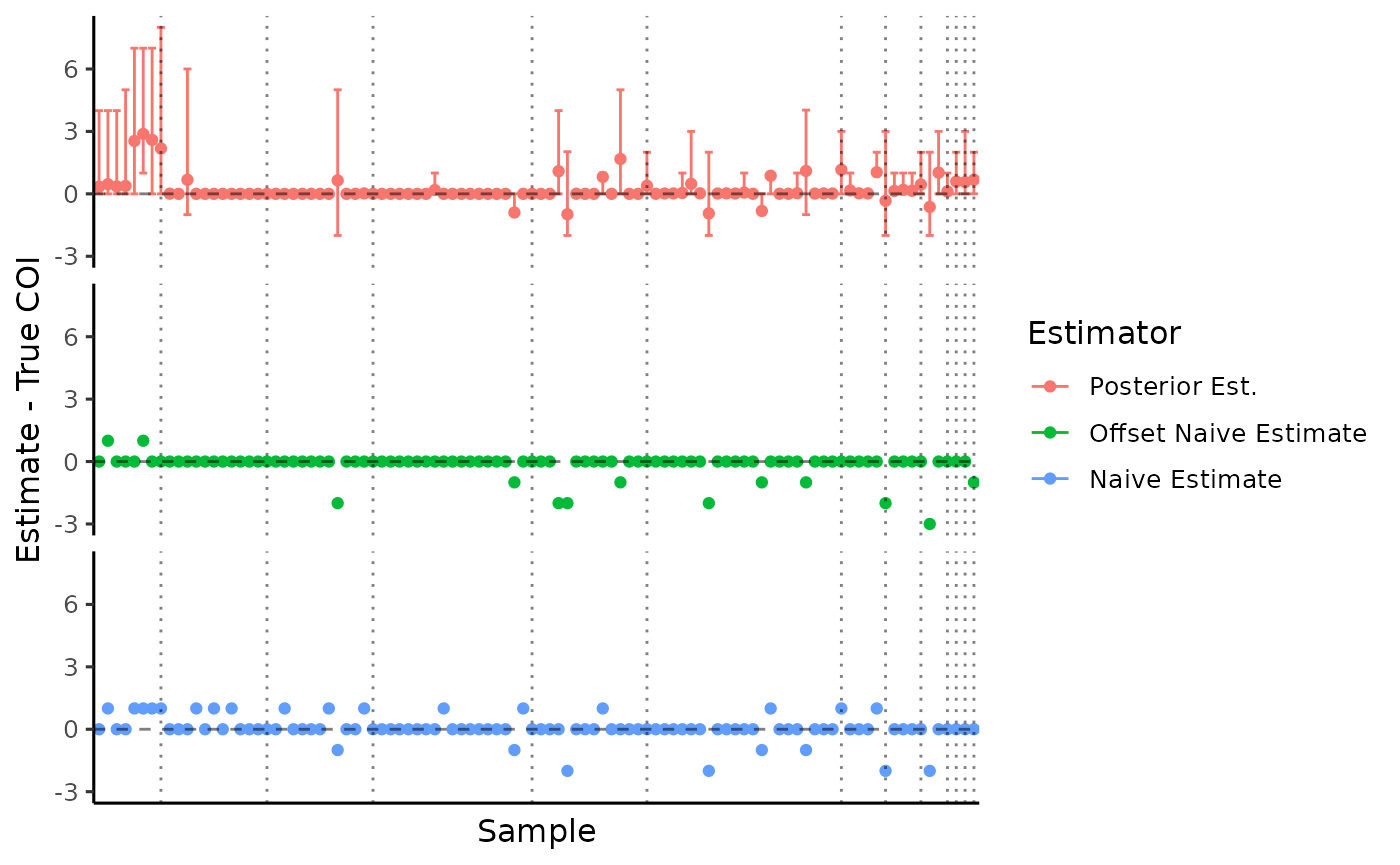 Estimate - True COI
6
3
0
-3
6
3
0
-3
6
3
0
-3
Sample
Estimator
Posterior Est.
Offset Naive Estimate
Naive Estimate